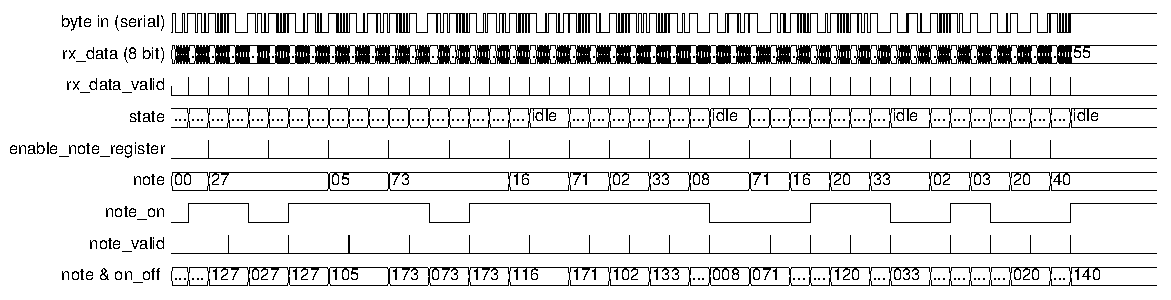 byte in (serial)
rx_data (8 bit) 55
rx_data_valid
state ... ... ... ... ... ... ... ... ... ... ... ... ... ... ... ... ... ... idle ... ... ... ... ... ... ... idle ... ... ... ... ... ... ... idle ... ... ... ... ... ... ... idle
enable_note_register
note 00 27 05 73 16 71 02 33 08 71 16 20 33 02 03 20 40
note_on
note_valid
note & on_off ... ... 127 027 127 105 173 073 173 116 171 102 133 ... 008 071 ... ... 120 ... 033 ... ... ... ... 020 ... 140